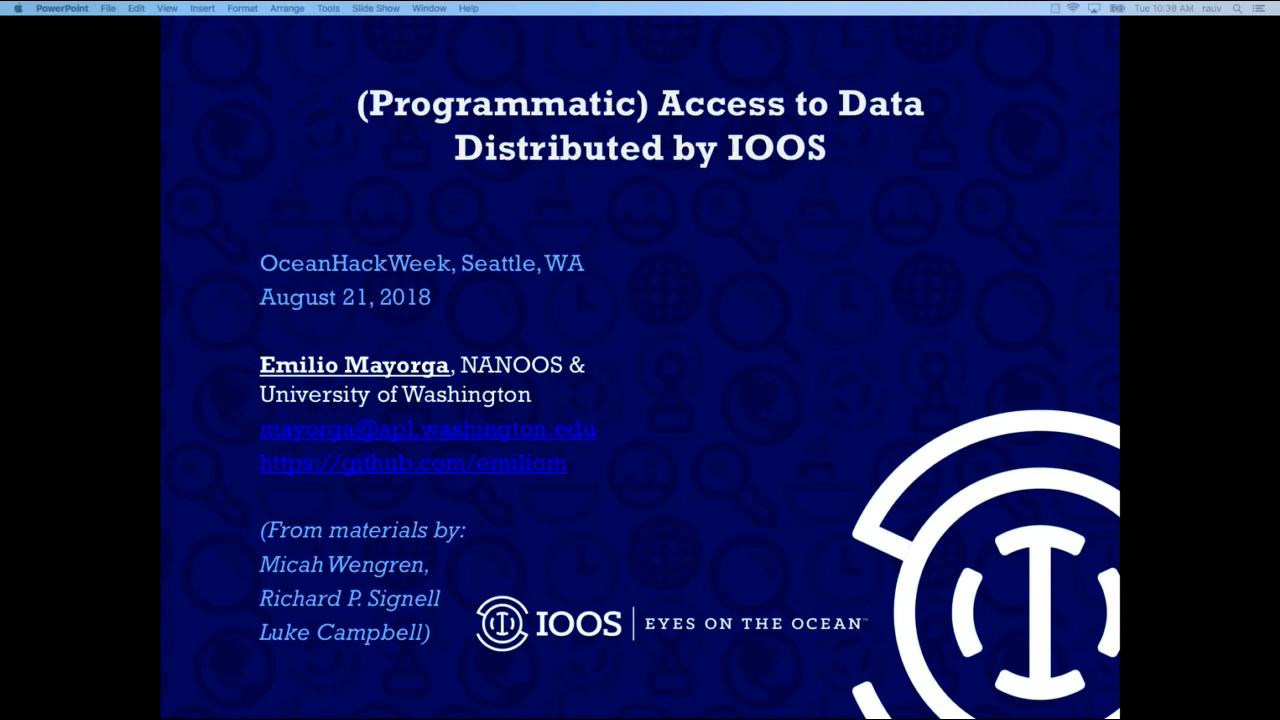 PowerPoint File Edit View Insert Format Arrange Tools Slide Show Window Help Tue 10:38 AM rauv
(Programmatic) Access to Data
Distributed by IOOS
OceanHackWeek, Seattle, WA
August 21, 2018
Emilio Mayorga, NANOOS &
University of Washington
mayorga@apl.washington.edu
https://github.com/emiliom
(From materials by:
Micah Wengren,
Richard P. Signell
Luke Campbell)
IOOS | EYES ON THE OCEAN™